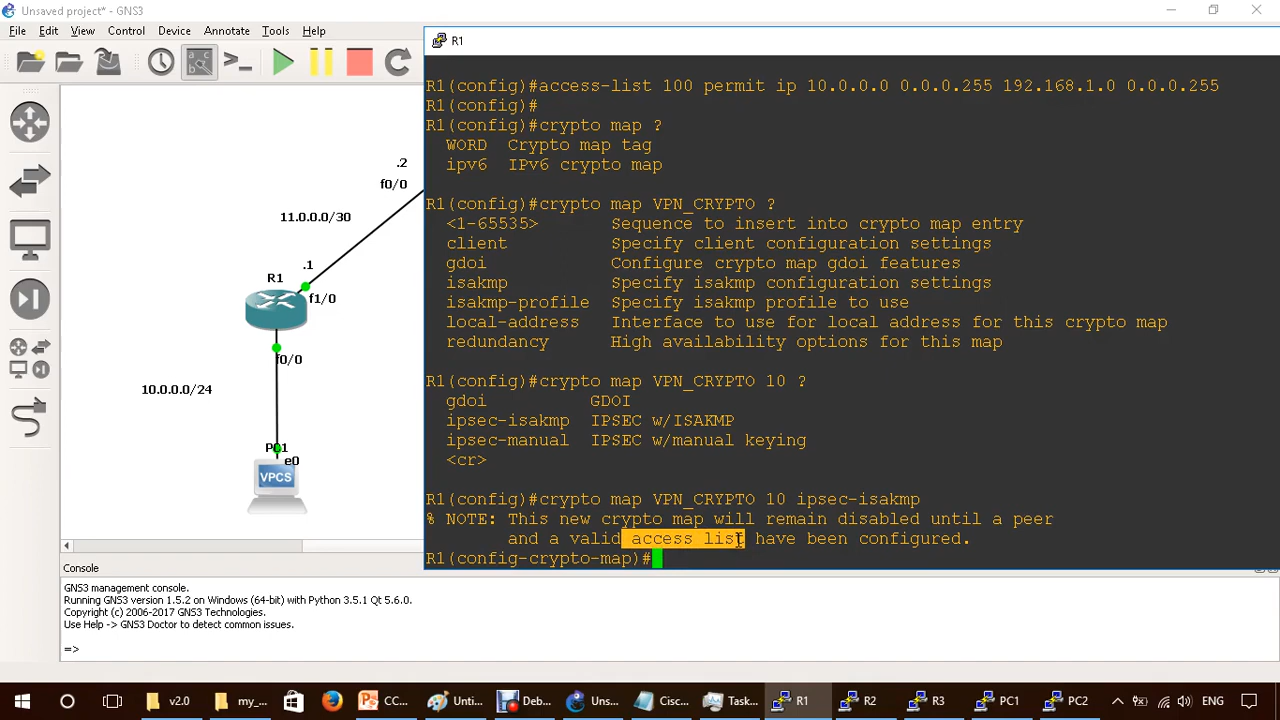 Unsaved project* - GNS3
File Edit View Control Device Annotate Tools Help
R1
.2
f0/0
11.0.0.0/30
.1
R1
f1/0
f0/0
10.0.0.0/24
PC1
e0
VPCS
R1(config)#access-list 100 permit ip 10.0.0.0 0.0.0.255 192.168.1.0 0.0.0.255
R1(config)#
R1(config)#crypto map ?
WORD Crypto map tag
ipv6 IPv6 crypto map
R1(config)#crypto map VPN_CRYPTO ?
<1-65535> Sequence to insert into crypto map entry
client Specify client configuration settings
gdoi Configure crypto map gdoi features
isakmp Specify isakmp configuration settings
isakmp-profile Specify isakmp profile to use
local-address Interface to use for local address for this crypto map
redundancy High availability options for this map
R1(config)#crypto map VPN_CRYPTO 10 ?
gdoi GDOI
ipsec-isakmp IPSEC w/ISAKMP
ipsec-manual IPSEC w/manual keying
<cr>
R1(config)#crypto map VPN_CRYPTO 10 ipsec-isakmp
% NOTE: This new crypto map will remain disabled until a peer
and a valid access list have been configured.
R1(config-crypto-map)#
Console
GNS3 management console.
Running GNS3 version 1.5.2 on Windows (64-bit) with Python 3.5.1 Qt 5.6.0.
Copyright (c) 2006-2017 GNS3 Technologies.
Use Help -> GNS3 Doctor to detect common issues.
=>
v2.0 my_... CC... Unti... Deb... Uns... Cisc... Task... R1 R2 R3 PC1 PC2 ENG